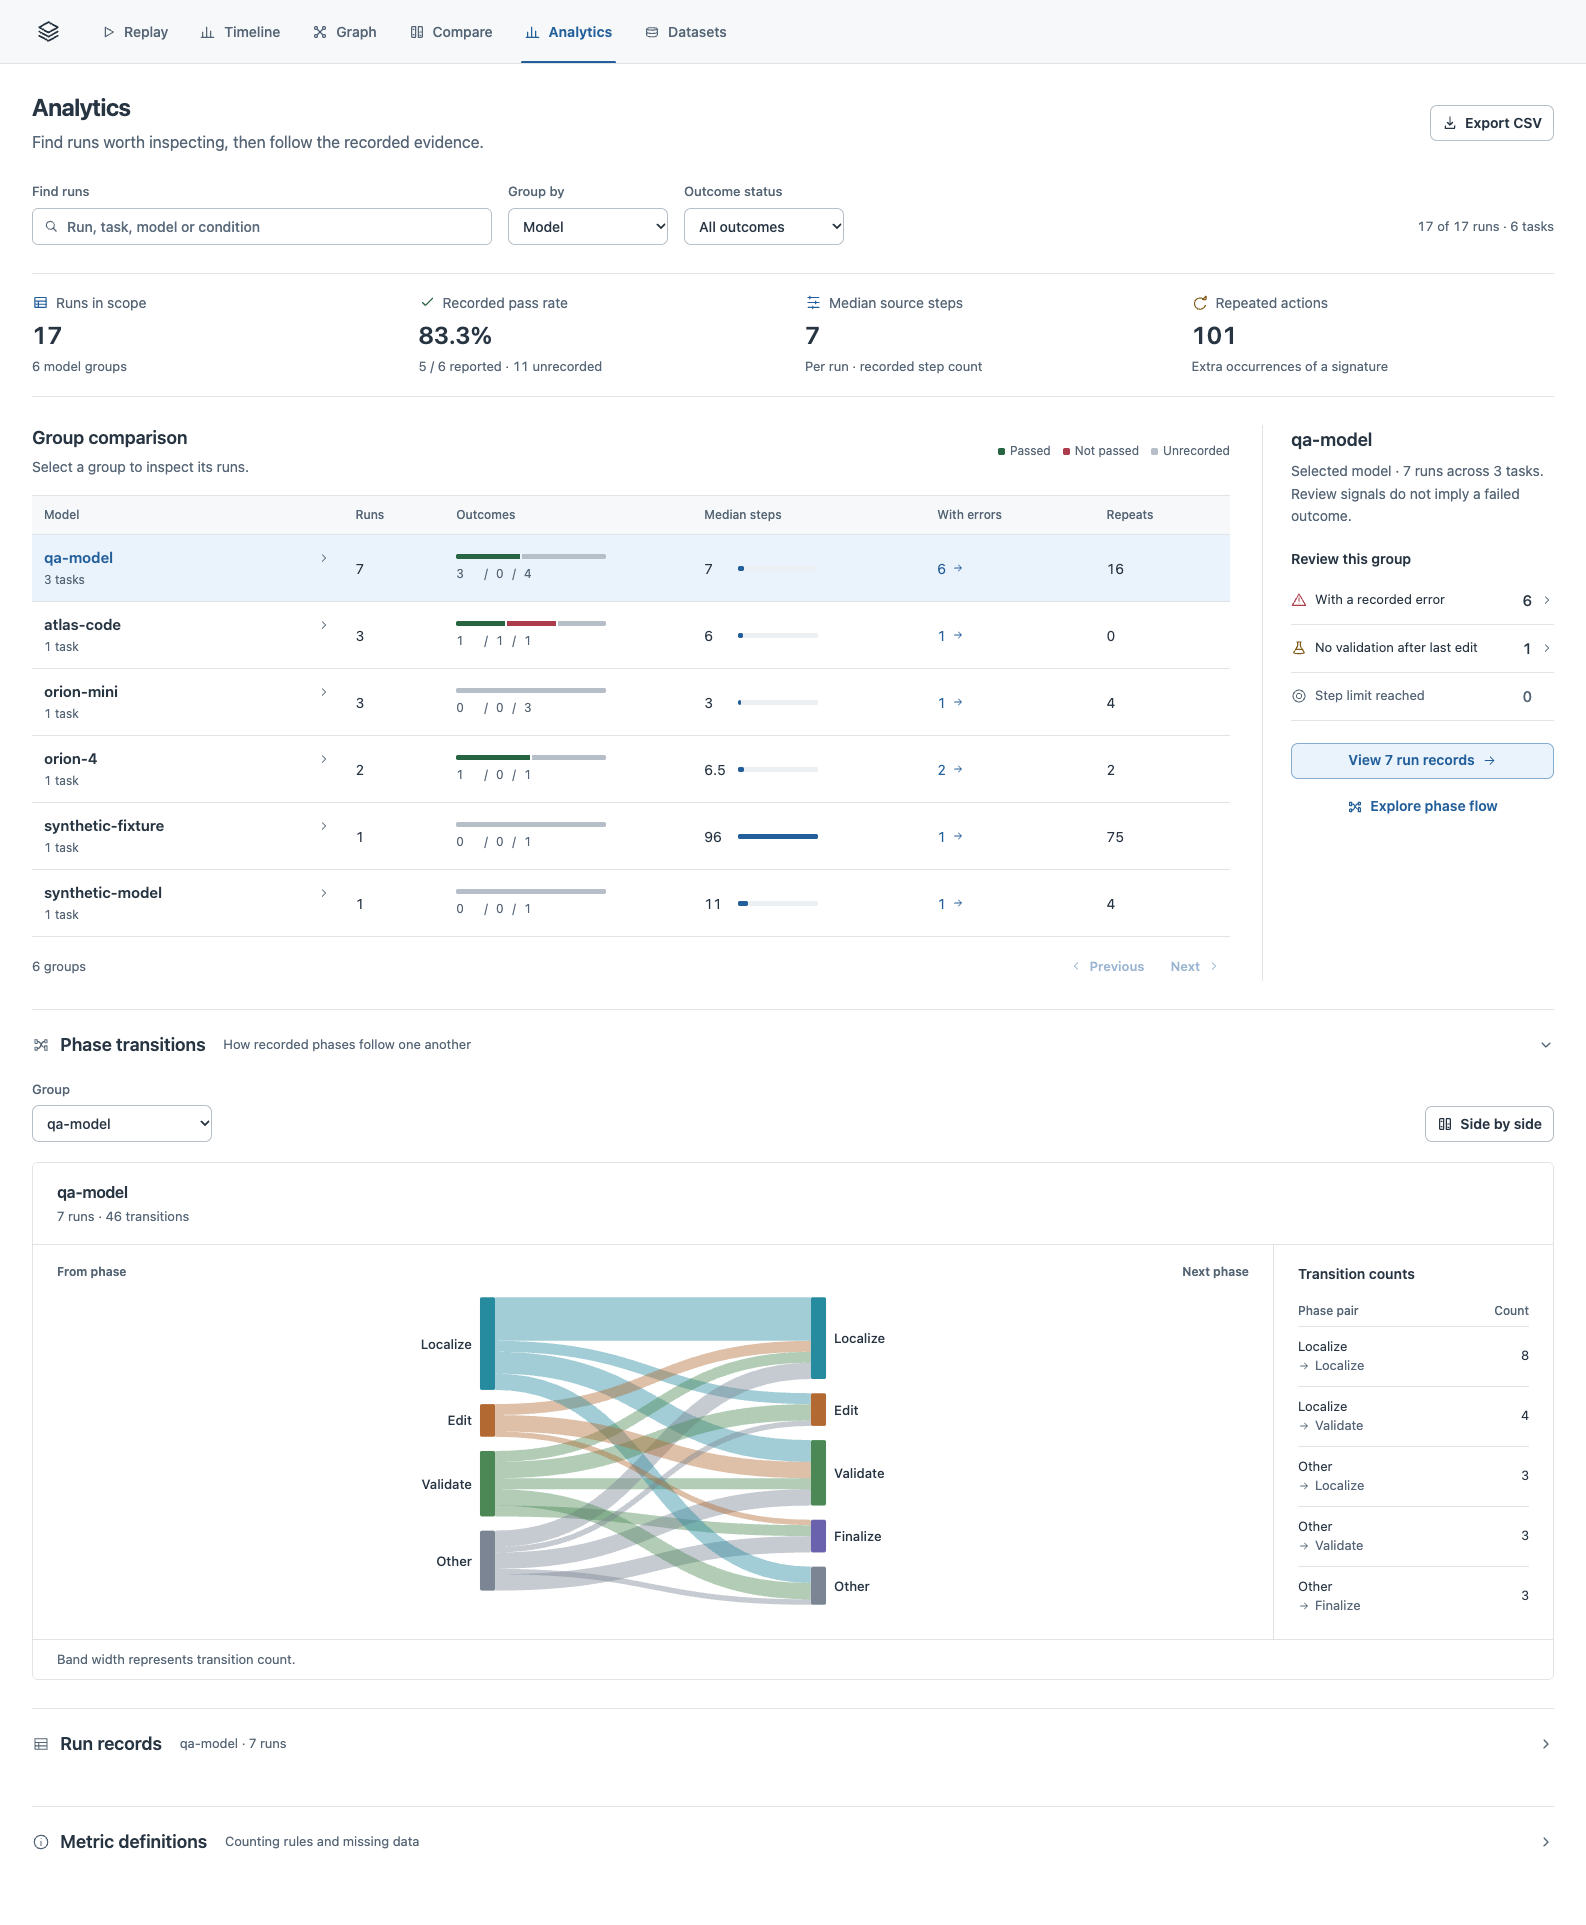 Replay
Timeline
Graph
Compare
Analytics
Datasets
Analytics
Find runs worth inspecting, then follow the recorded evidence.
Export CSV
Find runs
Group by
Outcome status
Run, task, model or condition
Model
All outcomes
17 of 17 runs · 6 tasks
Runs in scope
17
6 model groups
Recorded pass rate
83.3%
5 / 6 reported · 11 unrecorded
Median source steps
7
Per run · recorded step count
Repeated actions
101
Extra occurrences of a signature
Group comparison
Select a group to inspect its runs.
Passed Not passed Unrecorded
Model Runs Outcomes Median steps With errors Repeats
qa-model
3 tasks
7
3 / 0 / 4
7
6 →
16
atlas-code
1 task
3
1 / 1 / 1
6
1 →
0
orion-mini
1 task
3
0 / 0 / 3
3
1 →
4
orion-4
1 task
2
1 / 0 / 1
6.5
2 →
2
synthetic-fixture
1 task
1
0 / 0 / 1
96
1 →
75
synthetic-model
1 task
1
0 / 0 / 1
11
1 →
4
6 groups
Previous
Next
qa-model
Selected model · 7 runs across 3 tasks.
Review signals do not imply a failed
outcome.
Review this group
With a recorded error 6
No validation after last edit 1
Step limit reached 0
View 7 run records →
Explore phase flow
Phase transitions
How recorded phases follow one another
Group
qa-model
Side by side
qa-model
7 runs · 46 transitions
From phase
Next phase
Localize
Edit
Validate
Other
Localize
Edit
Validate
Finalize
Other
Transition counts
Phase pair Count
Localize
→ Localize
8
Localize
→ Validate
4
Other
→ Localize
3
Other
→ Validate
3
Other
→ Finalize
3
Band width represents transition count.
Run records
qa-model · 7 runs
Metric definitions
Counting rules and missing data